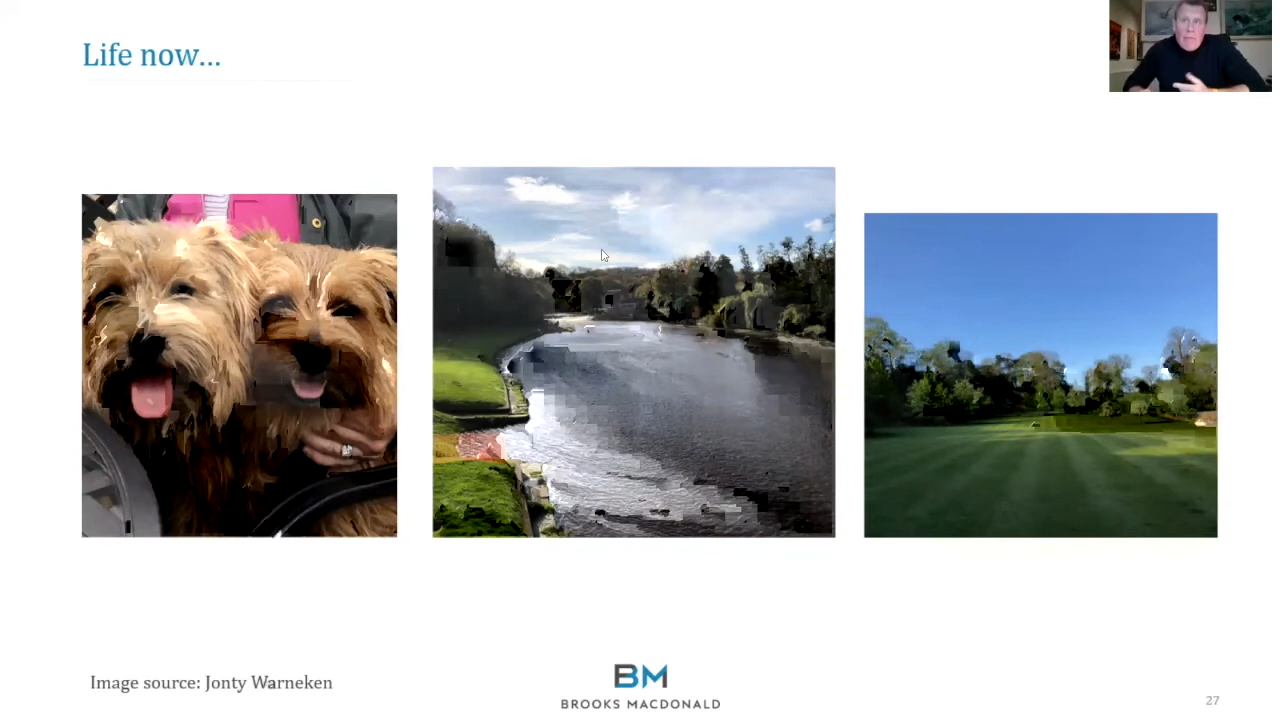 Life now...
Image source: Jonty Warneken
BM
BROOKS MACDONALD
27